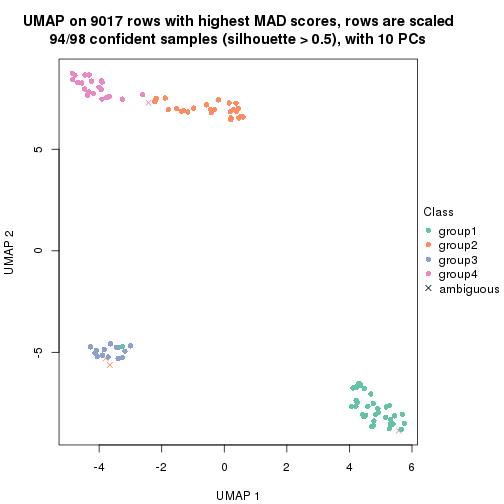 UMAP on 9017 rows with highest MAD scores, rows are scaled
94/98 confident samples (silhouette > 0.5), with 10 PCs
5
0
-5
UMAP 2
-4
-2
0
2
4
6
UMAP 1
Class
group1
group2
group3
group4
ambiguous